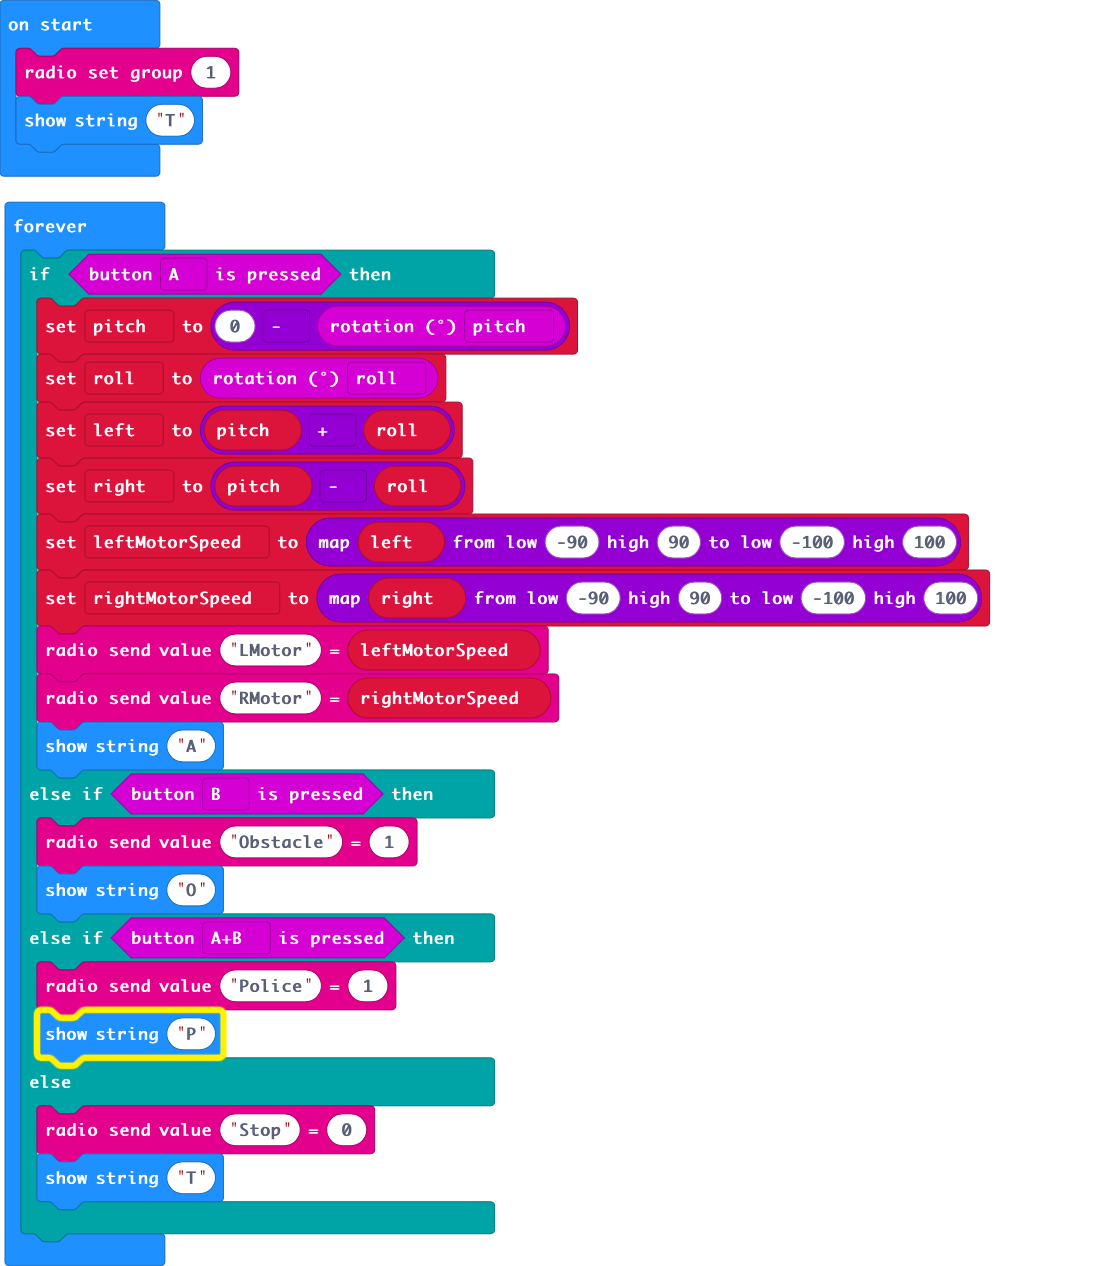 on start
radio set group 1
show string "T"
forever
if button A is pressed then
set pitch to 0 - rotation (°) pitch
set roll to rotation (°) roll
set left to pitch + roll
set right to pitch - roll
set leftMotorSpeed to map left from low -90 high 90 to low -100 high 100
set rightMotorSpeed to map right from low -90 high 90 to low -100 high 100
radio send value "LMotor" = leftMotorSpeed
radio send value "RMotor" = rightMotorSpeed
show string "A"
else if button B is pressed then
radio send value "Obstacle" = 1
show string "O"
else if button A+B is pressed then
radio send value "Police" = 1
show string "P"
else
radio send value "Stop" = 0
show string "T"